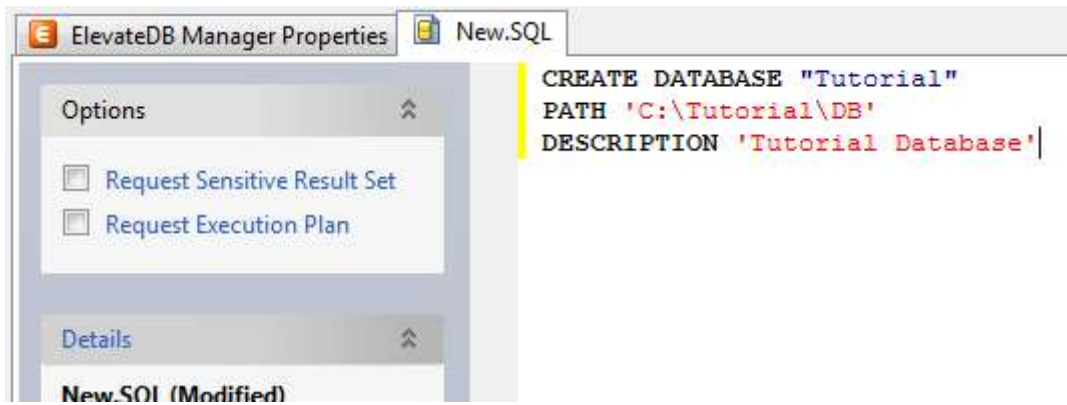 ElevateDB Manager Properties
New.SQL
Options
Request Sensitive Result Set
Request Execution Plan
Details
New.SQL (Modified)
CREATE DATABASE "Tutorial"
PATH 'C:\Tutorial\DB'
DESCRIPTION 'Tutorial Database'